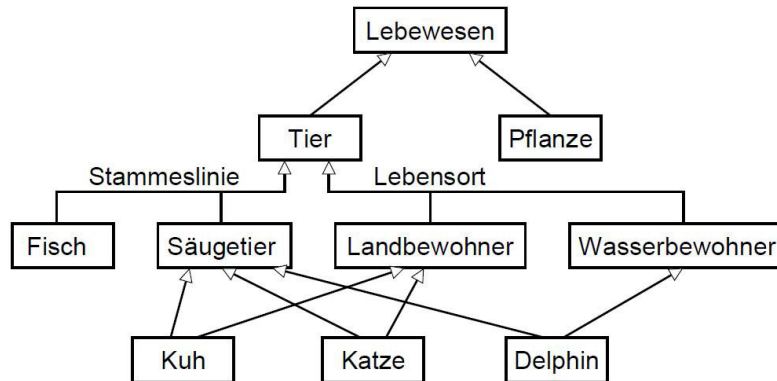 Lebewesen
Tier
Pflanze
Stammeslinie
Lebensort
Fisch
Säugetier
Landbewohner
Wasserbewohner
Kuh
Katze
Delphin